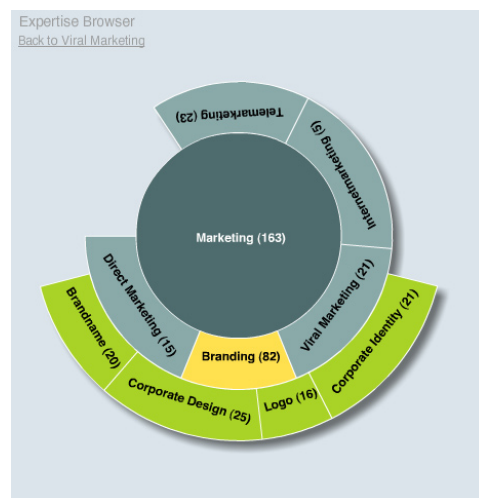 Expertise Browser
Back to Viral Marketing
Telemarketing (23)
Internetmarketing (5)
Marketing (163)
Direct Marketing (15)
Branding (82)
Viral Marketing (21)
Brandname (20)
Corporate Design (25)
Logo (16)
Corporate Identity (21)